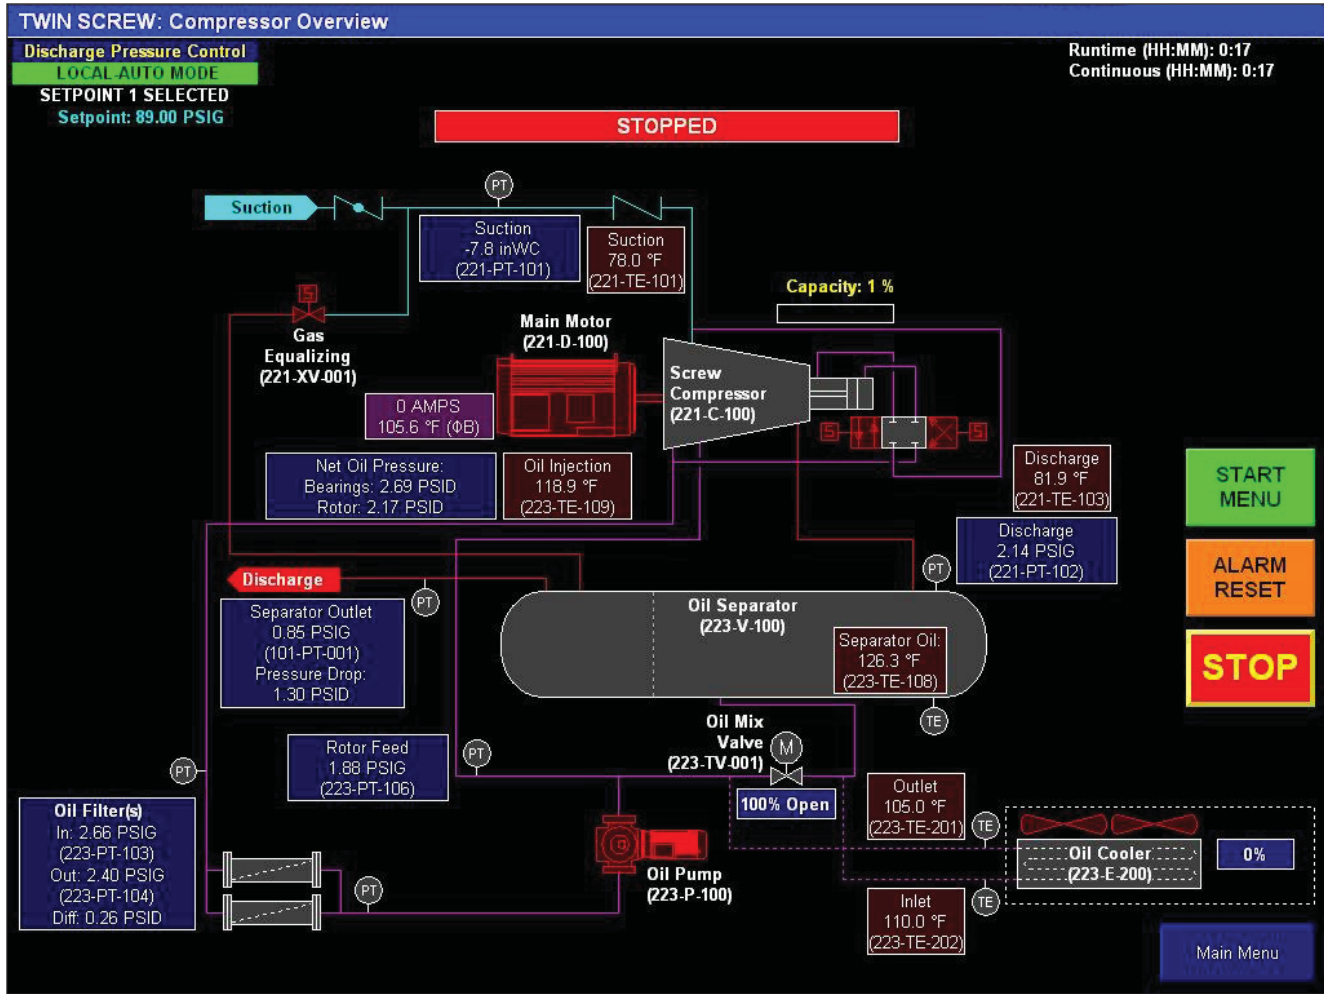 TWIN SCREW: Compressor Overview
Discharge Pressure Control
LOCAL-AUTO MODE
SETPOINT 1 SELECTED
Setpoint: 89.00 PSIG
Runtime (HH:MM): 0:17
Continuous (HH:MM): 0:17
STOPPED
PT
Suction
Suction
-7.8 inWC
(221-PT-101)
Suction
78.0 °F
(221-TE-101)
Capacity: 1 %
S
Gas
Equalizing
(221-XV-001)
Main Motor
(221-D-100)
Screw
Compressor
(221-C-100)
0 AMPS
105.6 °F (ΦB)
S
S
Net Oil Pressure:
Bearings: 2.69 PSID
Rotor: 2.17 PSID
Oil Injection
118.9 °F
(223-TE-109)
Discharge
81.9 °F
(221-TE-103)
Discharge
2.14 PSIG
(221-PT-102)
START
MENU
ALARM
RESET
STOP
Discharge
PT
PT
Separator Outlet
0.85 PSIG
(101-PT-001)
Pressure Drop:
1.30 PSID
Oil Separator
(223-V-100)
Separator Oil:
126.3 °F
(223-TE-108)
TE
Oil Mix
Valve
(223-TV-001)
M
100% Open
Rotor Feed
1.88 PSIG
(223-PT-106)
PT
PT
Outlet
105.0 °F
(223-TE-201)
TE
Oil Cooler
(223-E-200)
0%
Oil Filter(s)
In: 2.66 PSIG
(223-PT-103)
Out: 2.40 PSIG
(223-PT-104)
Diff: 0.26 PSID
PT
Oil Pump
(223-P-100)
Inlet
110.0 °F
(223-TE-202)
TE
Main Menu